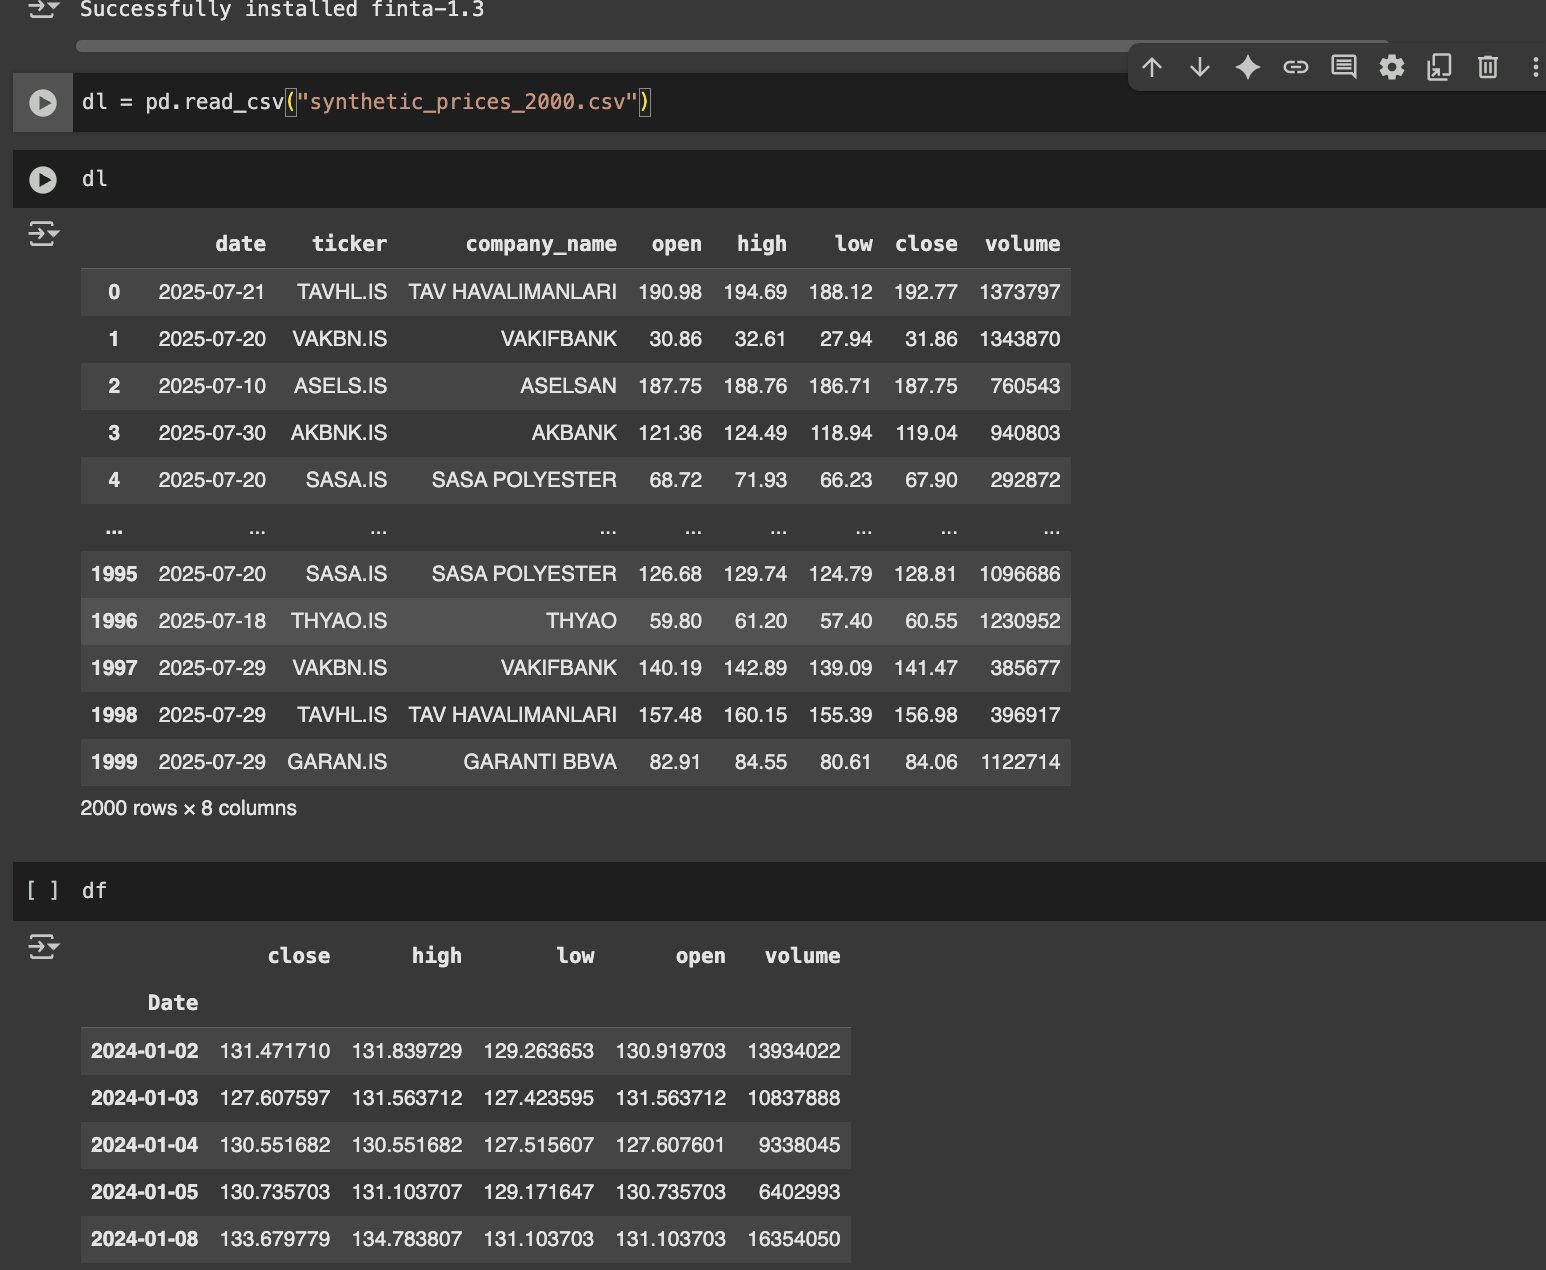 Successfully installed finta-1.3
dl = pd.read_csv("synthetic_prices_2000.csv")
dl
date ticker company_name open high low close volume
0 2025-07-21 TAVHL.IS TAV HAVALIMANLARI 190.98 194.69 188.12 192.77 1373797
1 2025-07-20 VAKBN.IS VAKIFBANK 30.86 32.61 27.94 31.86 1343870
2 2025-07-10 ASELS.IS ASELSAN 187.75 188.76 186.71 187.75 760543
3 2025-07-30 AKBNK.IS AKBANK 121.36 124.49 118.94 119.04 940803
4 2025-07-20 SASA.IS SASA POLYESTER 68.72 71.93 66.23 67.90 292872
... ... ... ... ... ... ... ... ...
1995 2025-07-20 SASA.IS SASA POLYESTER 126.68 129.74 124.79 128.81 1096686
1996 2025-07-18 THYAO.IS THYAO 59.80 61.20 57.40 60.55 1230952
1997 2025-07-29 VAKBN.IS VAKIFBANK 140.19 142.89 139.09 141.47 385677
1998 2025-07-29 TAVHL.IS TAV HAVALIMANLARI 157.48 160.15 155.39 156.98 396917
1999 2025-07-29 GARAN.IS GARANTI BBVA 82.91 84.55 80.61 84.06 1122714
2000 rows × 8 columns
[ ] df
close high low open volume
Date
2024-01-02 131.471710 131.839729 129.263653 130.919703 13934022
2024-01-03 127.607597 131.563712 127.423595 131.563712 10837888
2024-01-04 130.551682 130.551682 127.515607 127.607601 9338045
2024-01-05 130.735703 131.103707 129.171647 130.735703 6402993
2024-01-08 133.679779 134.783807 131.103703 131.103703 16354050